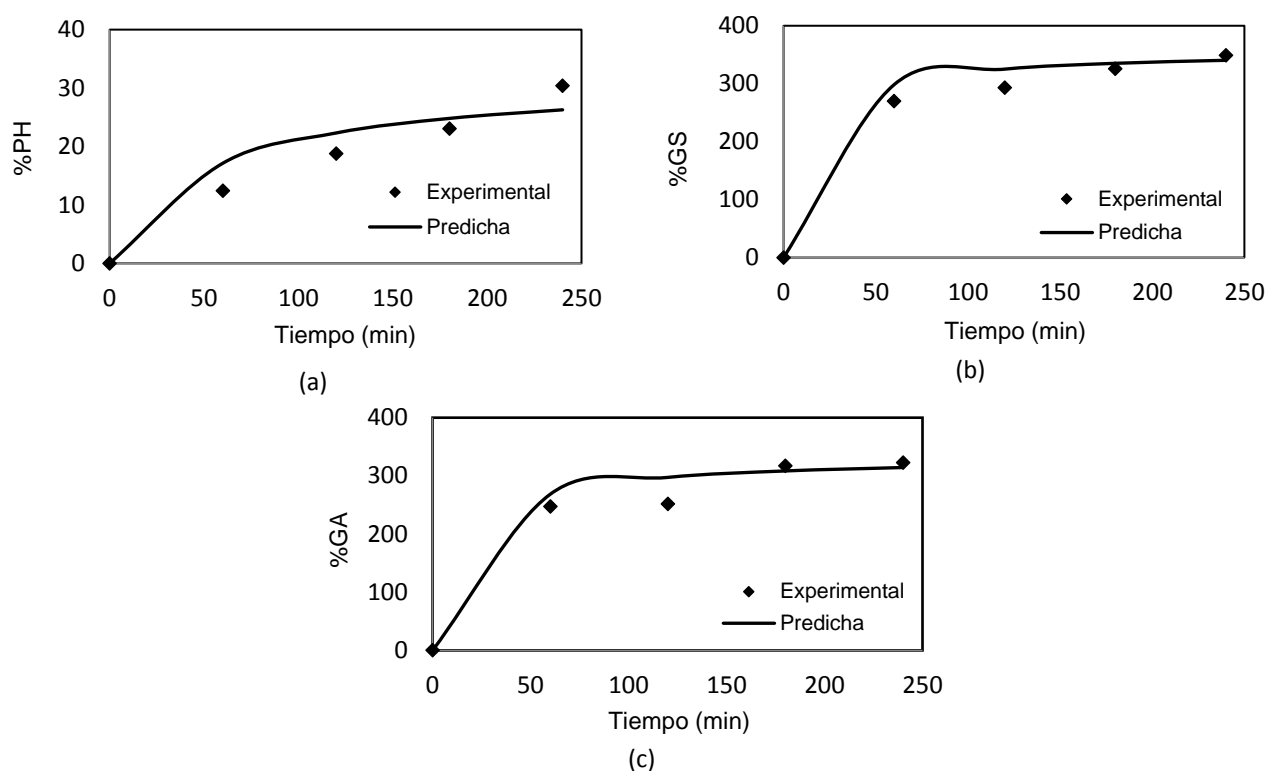 %PH
40
30
20
10
0
Experimental
Predicha
0 50 100 150 200 250
Tiempo (min)
(a)
%GS
400
300
200
100
0
Experimental
Predicha
0 50 100 150 200 250
Tiempo (min)
(b)
%GA
400
300
200
100
0
Experimental
Predicha
0 50 100 150 200 250
Tiempo (min)
(c)